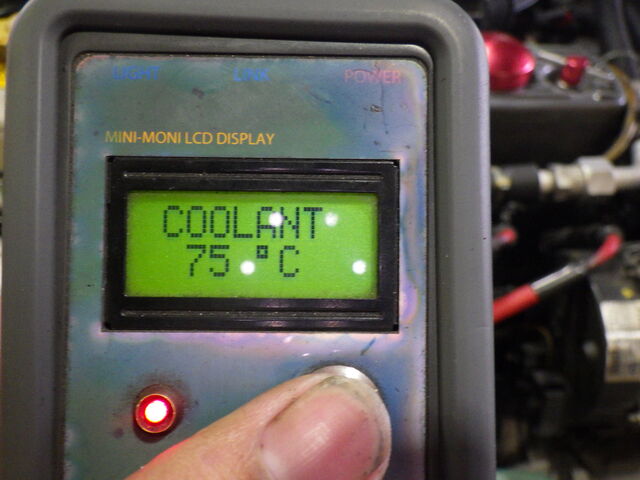 LIGHT LINK POWER
MINI-MONI LCD DISPLAY
COOLANT
75 °C